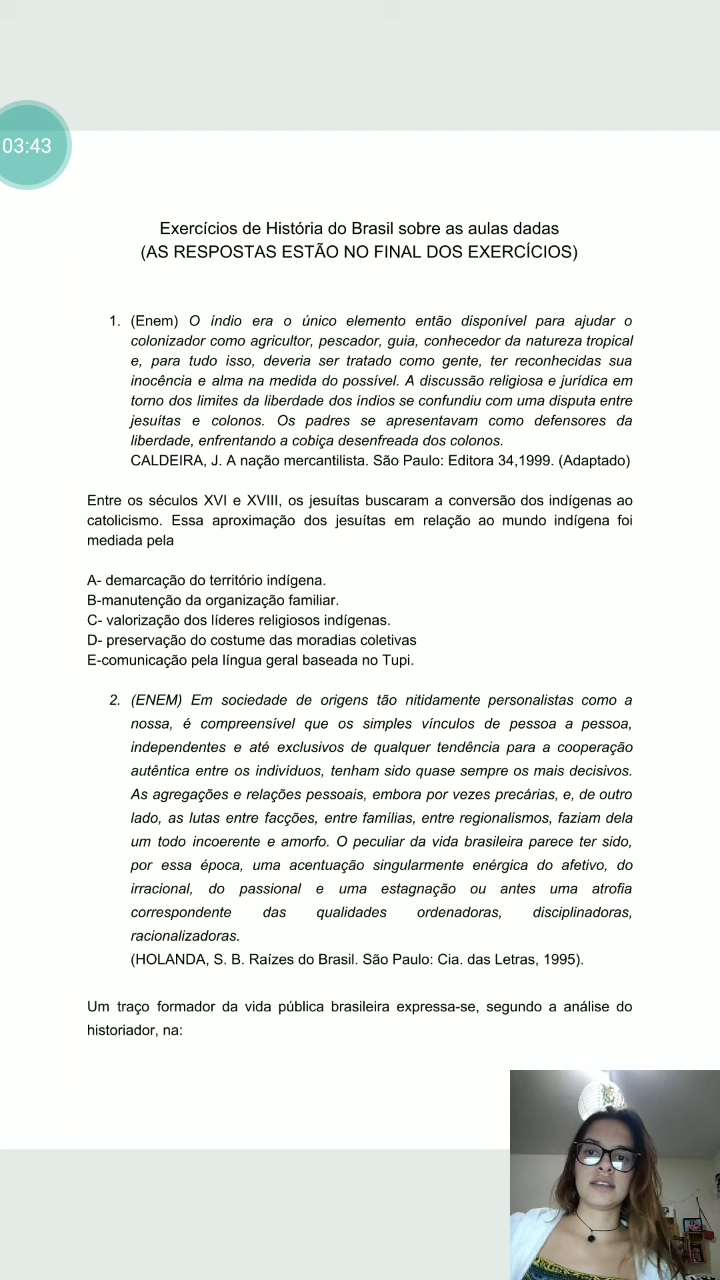 03:43
Exercícios de História do Brasil sobre as aulas dadas
(AS RESPOSTAS ESTÃO NO FINAL DOS EXERCÍCIOS)
1. (Enem) O índio era o único elemento então disponível para ajudar o
colonizador como agricultor, pescador, guia, conhecedor da natureza tropical
e, para tudo isso, deveria ser tratado como gente, ter reconhecidas sua
inocência e alma na medida do possível. A discussão religiosa e jurídica em
torno dos limites da liberdade dos índios se confundiu com uma disputa entre
jesuítas e colonos. Os padres se apresentavam como defensores da
liberdade, enfrentando a cobiça desenfreada dos colonos.
CALDEIRA, J. A nação mercantilista. São Paulo: Editora 34,1999. (Adaptado)
Entre os séculos XVI e XVIII, os jesuítas buscaram a conversão dos indígenas ao
catolicismo. Essa aproximação dos jesuítas em relação ao mundo indígena foi
mediada pela
A- demarcação do território indígena.
B-manutenção da organização familiar.
C- valorização dos líderes religiosos indígenas.
D- preservação do costume das moradias coletivas
E-comunicação pela língua geral baseada no Tupi.
2. (ENEM) Em sociedade de origens tão nitidamente personalistas como a
nossa, é compreensível que os simples vínculos de pessoa a pessoa,
independentes e até exclusivos de qualquer tendência para a cooperação
autêntica entre os indivíduos, tenham sido quase sempre os mais decisivos.
As agregações e relações pessoais, embora por vezes precárias, e, de outro
lado, as lutas entre facções, entre famílias, entre regionalismos, faziam dela
um todo incoerente e amorfo. O peculiar da vida brasileira parece ter sido,
por essa época, uma acentuação singularmente enérgica do afetivo, do
irracional, do passional e uma estagnação ou antes uma atrofia
correspondente das qualidades ordenadoras, disciplinadoras,
racionalizadoras.
(HOLANDA, S. B. Raízes do Brasil. São Paulo: Cia. das Letras, 1995).
Um traço formador da vida pública brasileira expressa-se, segundo a análise do
historiador, na: